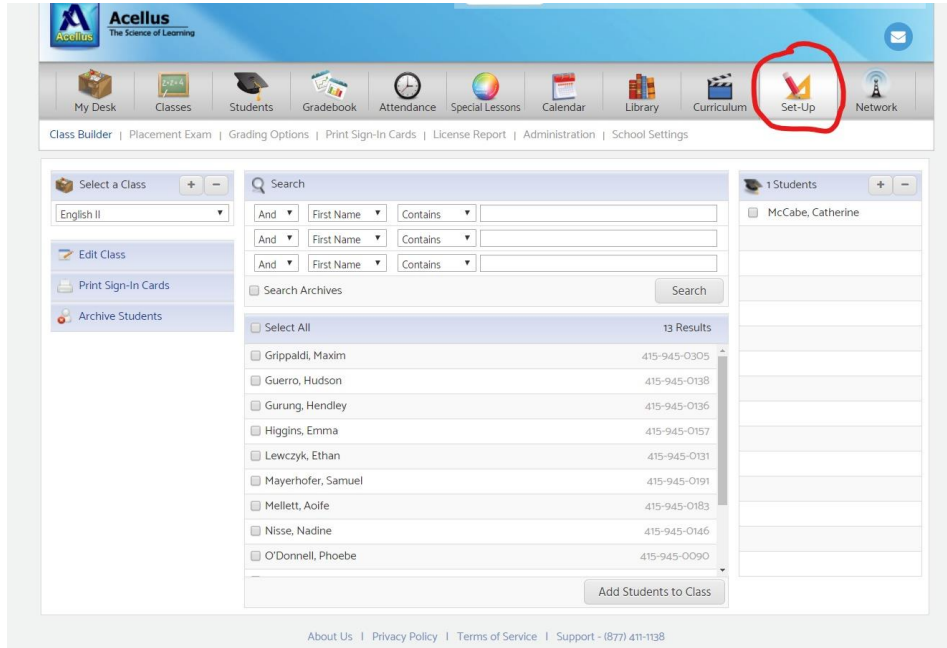 Acellus
The Science of Learning
Acellus
My Desk Classes Students Gradebook Attendance Special Lessons Calendar Library Curriculum Set-Up Network
Class Builder | Placement Exam | Grading Options | Print Sign-In Cards | License Report | Administration | School Settings
Select a Class + −
English II
Edit Class
Print Sign-In Cards
Archive Students
Search
And First Name Contains
And First Name Contains
And First Name Contains
Search Archives Search
Select All 13 Results
Grippaldi, Maxim 415-945-0305
Guerro, Hudson 415-945-0138
Gurung, Hendley 415-945-0136
Higgins, Emma 415-945-0157
Lewczyk, Ethan 415-945-0131
Mayerhofer, Samuel 415-945-0191
Mellett, Aoife 415-945-0183
Nisse, Nadine 415-945-0146
O'Donnell, Phoebe 415-945-0090
Add Students to Class
1 Students + −
McCabe, Catherine
About Us | Privacy Policy | Terms of Service | Support - (877) 411-1138